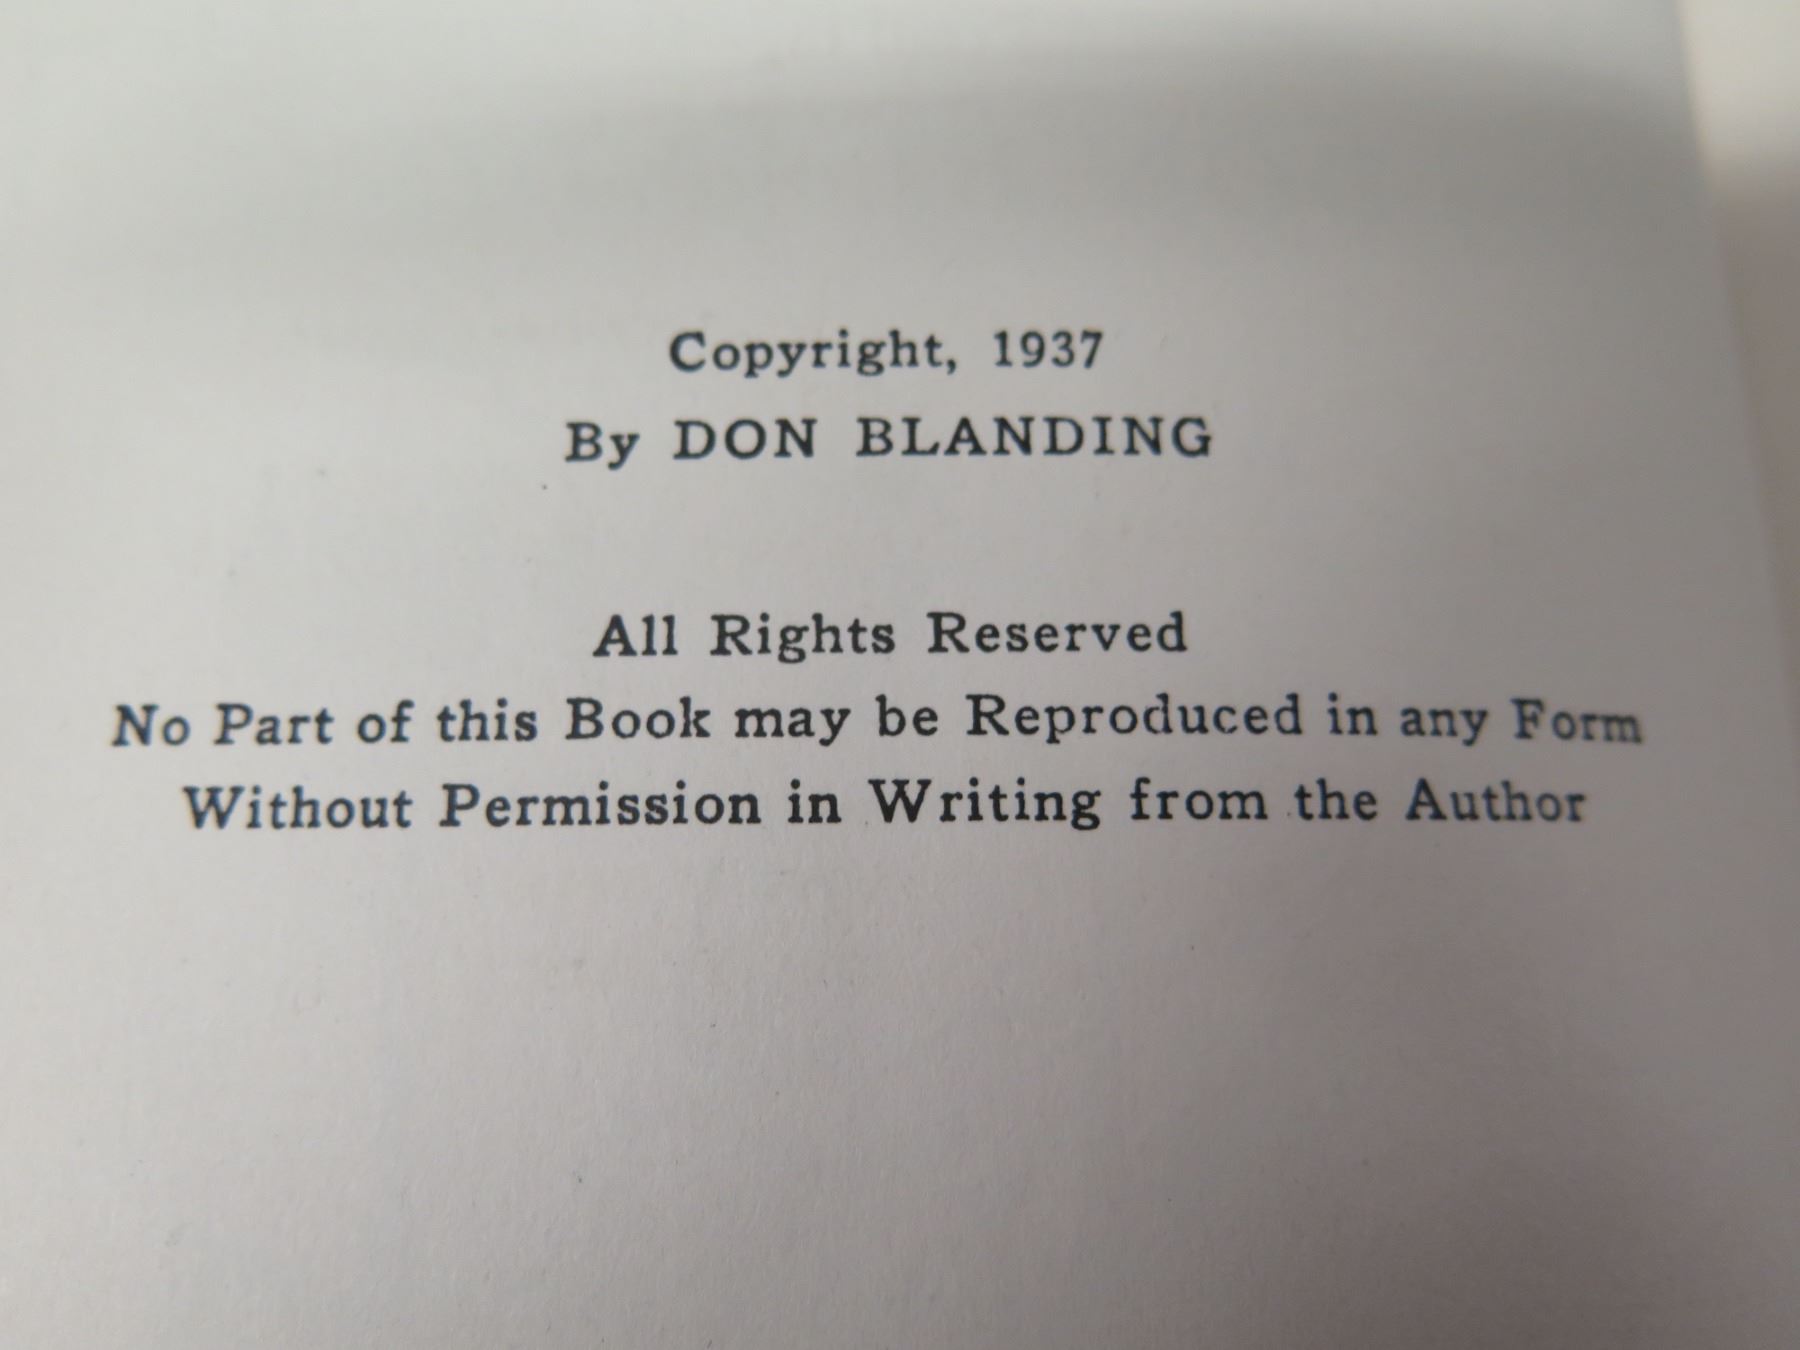 Copyright, 1937
By DON BLANDING
All Rights Reserved
No Part of this Book may be Reproduced in any Form
Without Permission in Writing from the Author